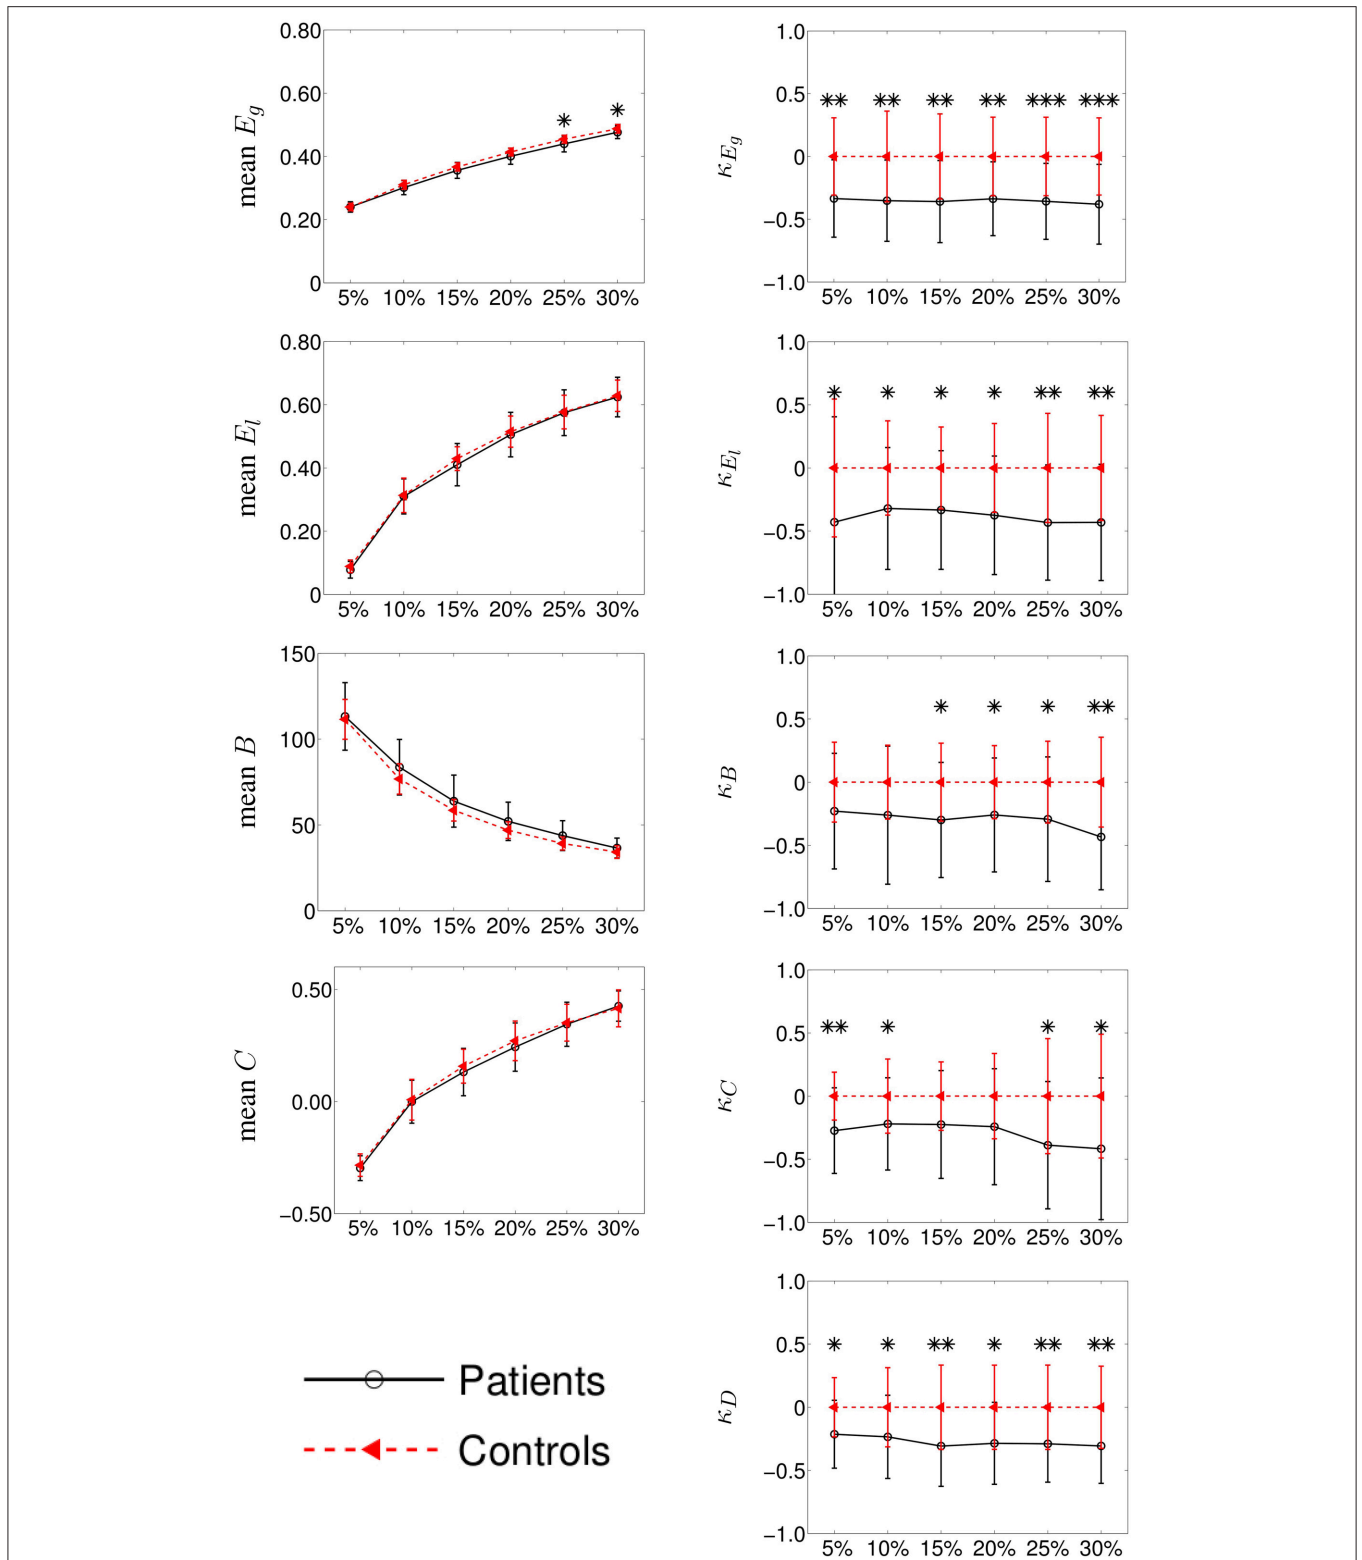 mean E_g
0.80
0.60
0.40
0.20
0
5% 10% 15% 20% 25% 30%
* *
κ_{E_g}
1.0
0.5
0
−0.5
−1.0
5% 10% 15% 20% 25% 30%
** ** ** ** *** ***
mean E_l
0.80
0.60
0.40
0.20
0
5% 10% 15% 20% 25% 30%
κ_{E_l}
1.0
0.5
0
−0.5
−1.0
5% 10% 15% 20% 25% 30%
* * * * ** **
mean B
150
100
50
0
5% 10% 15% 20% 25% 30%
κ_B
1.0
0.5
0
−0.5
−1.0
5% 10% 15% 20% 25% 30%
* * * **
mean C
0.50
0.00
−0.50
5% 10% 15% 20% 25% 30%
κ_C
1.0
0.5
0
−0.5
−1.0
5% 10% 15% 20% 25% 30%
** * * *
Patients
Controls
κ_D
1.0
0.5
0
−0.5
−1.0
5% 10% 15% 20% 25% 30%
* * ** * ** **